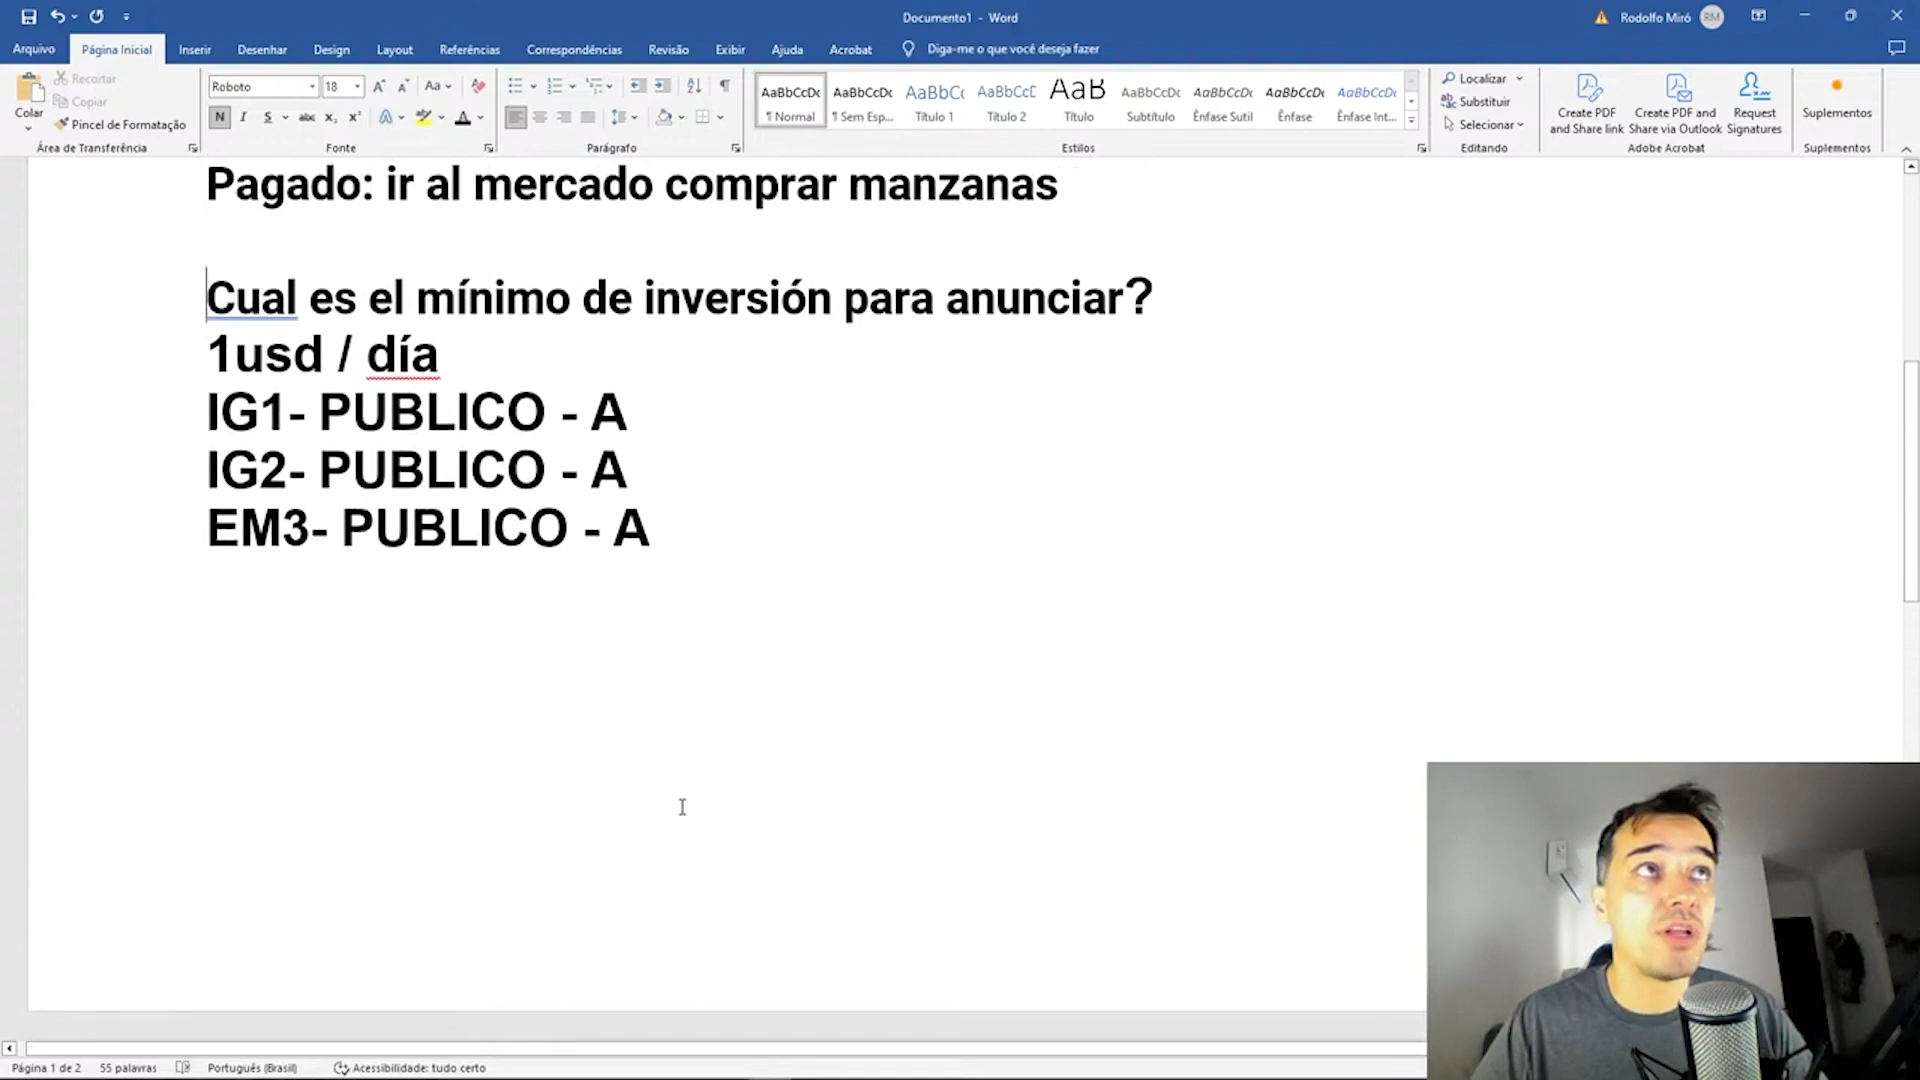 Documento1 - Word
Rodolfo Miró
RM
Arquivo
Página Inicial
Inserir
Desenhar
Design
Layout
Referências
Correspondências
Revisão
Exibir
Ajuda
Acrobat
Diga-me o que você deseja fazer
Colar
Recortar
Copiar
Pincel de Formatação
Área de Transferência
Roboto
18
Aa
N
I
S
abc
Fonte
Parágrafo
AaBbCcDc
¶ Normal
AaBbCcDc
¶ Sem Esp...
AaBbC(
Título 1
AaBbCcE
Título 2
AaB
Título
AaBbCcD(
Subtítulo
AaBbCcDc
Ênfase Sutil
AaBbCcDc
Ênfase
AaBbCcDc
Ênfase Int...
Estilos
Localizar
Substituir
Selecionar
Editando
Create PDF
and Share link
Create PDF and
Share via Outlook
Request
Signatures
Adobe Acrobat
Suplementos
Suplementos
Pagado: ir al mercado comprar manzanas
Cual es el mínimo de inversión para anunciar?
1usd / día
IG1- PUBLICO - A
IG2- PUBLICO - A
EM3- PUBLICO - A
Página 1 de 2
55 palavras
Português (Brasil)
Acessibilidade: tudo certo